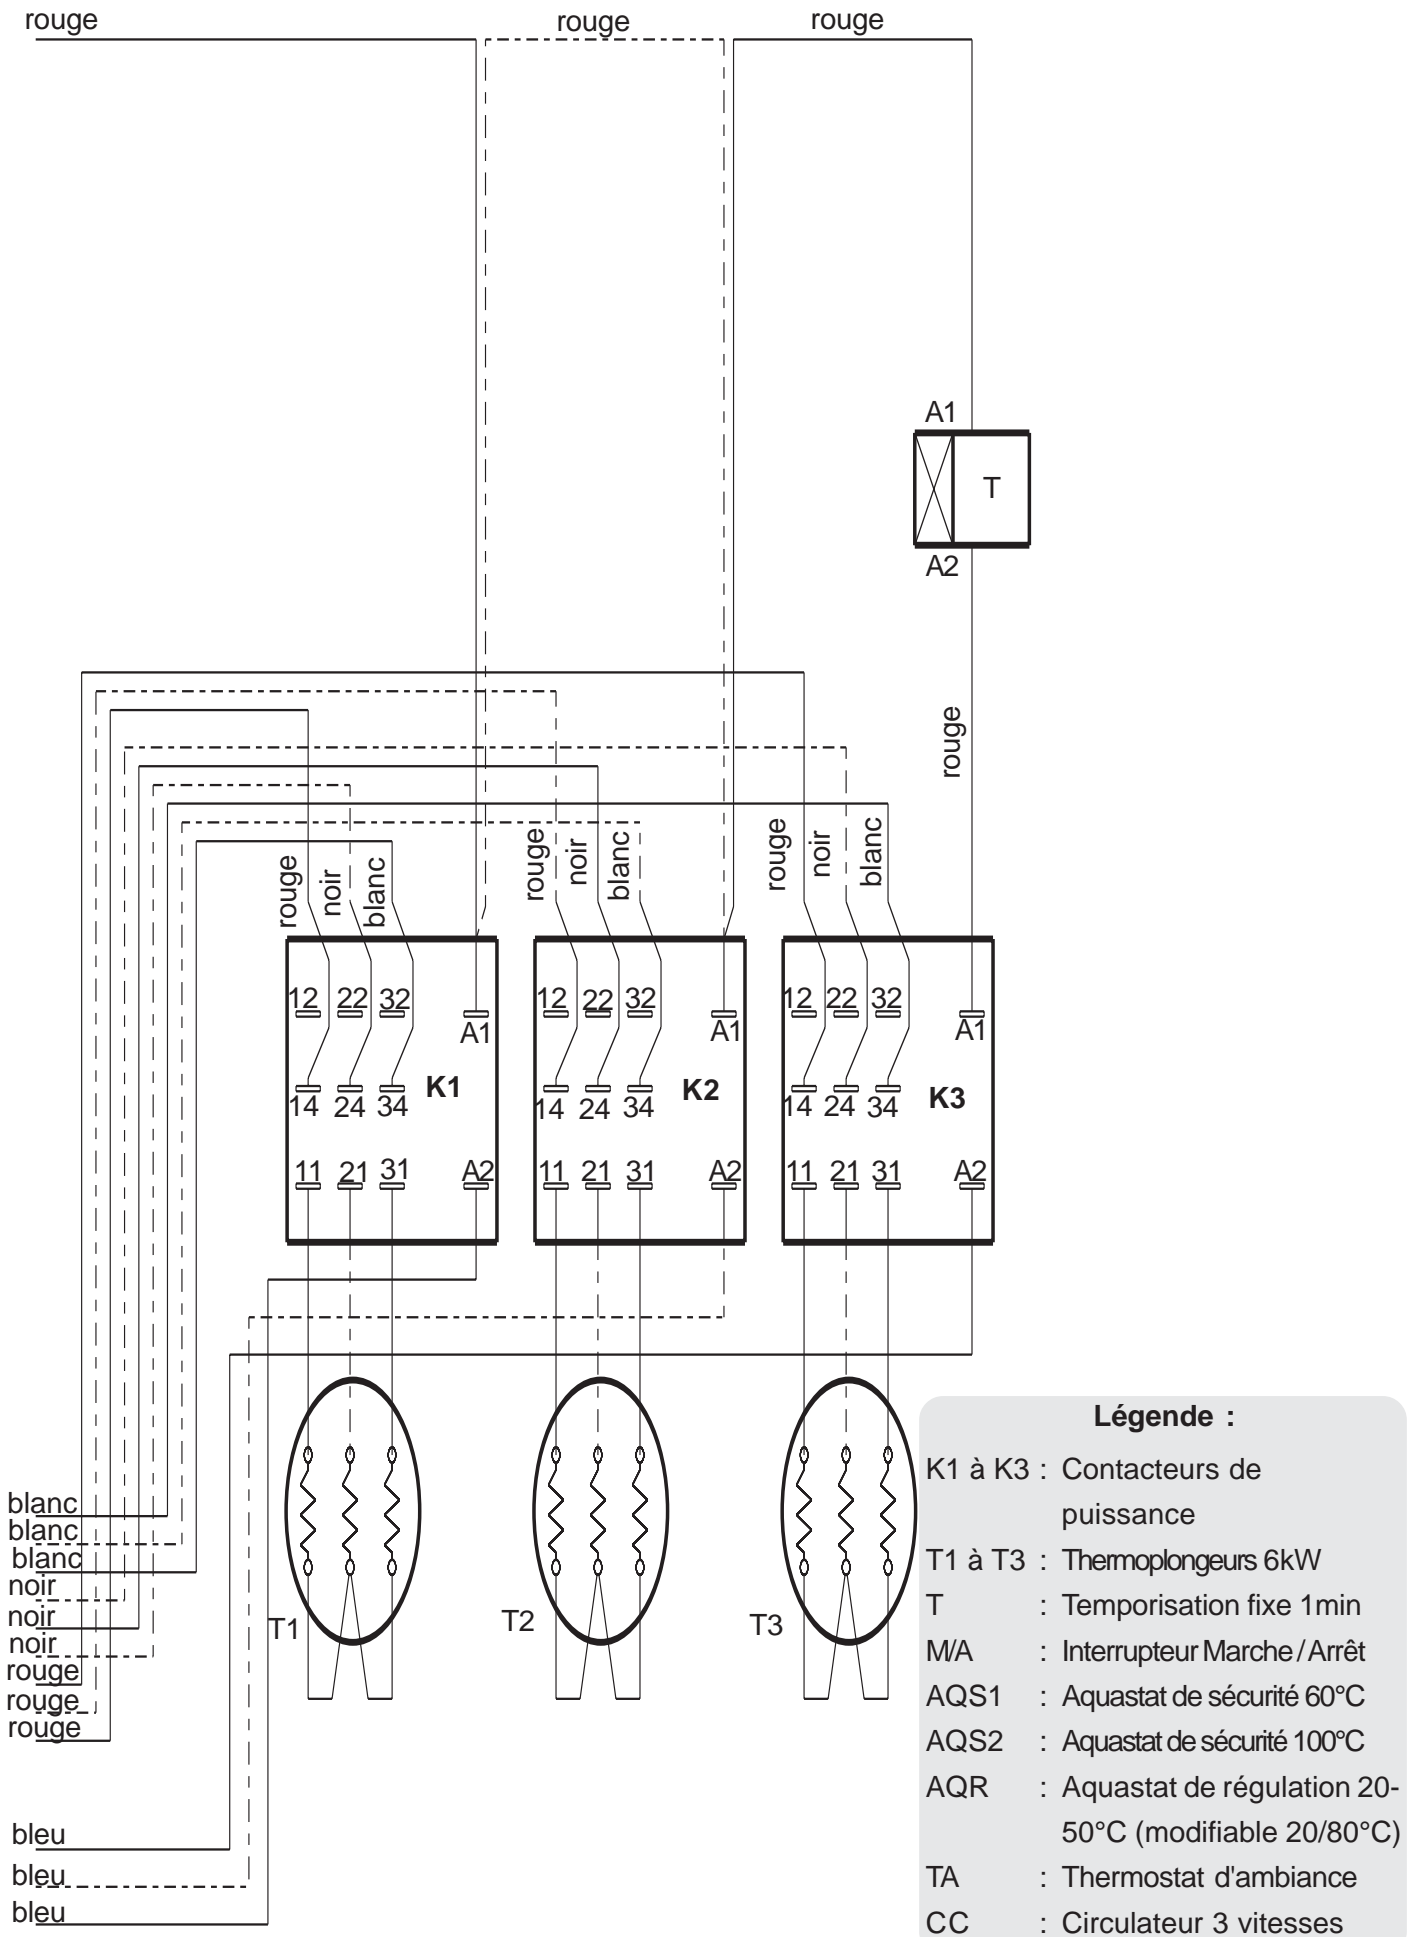 rouge
rouge
rouge
A1
T
A2
rouge
rouge
noir
blanc
rouge
noir
blanc
rouge
noir
blanc
12 22 32
A1
K1
14 24 34
11 21 31 A2
12 22 32
A1
K2
14 24 34
11 21 31 A2
12 22 32
A1
K3
14 24 34
11 21 31 A2
T1
T2
T3
blanc
blanc
blanc
noir
noir
noir
rouge
rouge
rouge
bleu
bleu
bleu
Légende :
K1 à K3 : Contacteurs de
puissance
T1 à T3 : Thermoplongeurs 6kW
T : Temporisation fixe 1min
M/A : Interrupteur Marche / Arrêt
AQS1 : Aquastat de sécurité 60°C
AQS2 : Aquastat de sécurité 100°C
AQR : Aquastat de régulation 20-
50°C (modifiable 20/80°C)
TA : Thermostat d'ambiance
CC : Circulateur 3 vitesses